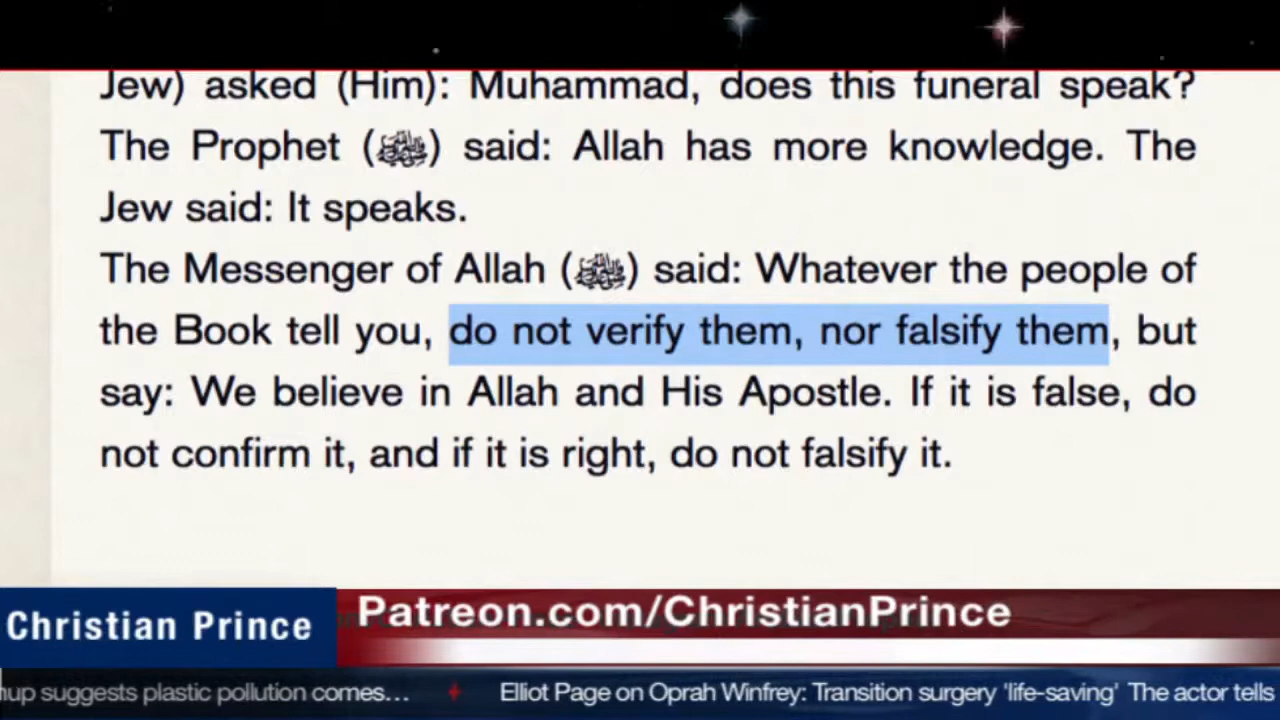 Jew) asked (Him): Muhammad, does this funeral speak?
The Prophet (ﷺ) said: Allah has more knowledge. The
Jew said: It speaks.
The Messenger of Allah (ﷺ) said: Whatever the people of
the Book tell you, do not verify them, nor falsify them, but
say: We believe in Allah and His Apostle. If it is false, do
not confirm it, and if it is right, do not falsify it.
Christian Prince
Patreon.com/ChristianPrince
suggests plastic pollution comes... Elliot Page on Oprah Winfrey: Transition surgery 'life-saving' The actor tells